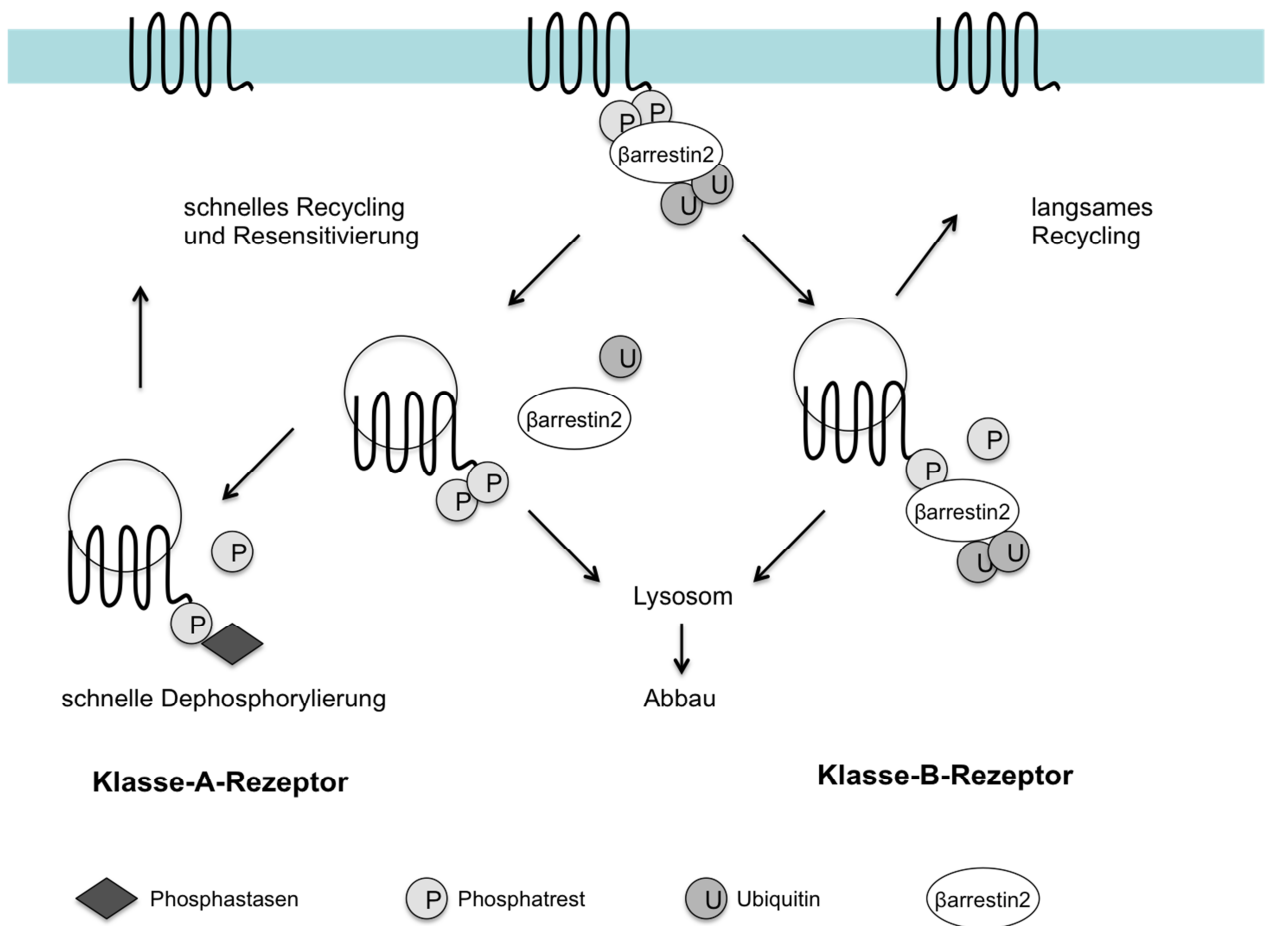 P
P
βarrestin2
U
U
schnelles Recycling
und Resensitivierung
langsames
Recycling
U
βarrestin2
P
P
P
P
βarrestin2
U
U
P
P
Lysosom
schnelle Dephosphorylierung
Abbau
Klasse-A-Rezeptor
Klasse-B-Rezeptor
Phosphastasen
P Phosphatrest
U Ubiquitin
βarrestin2